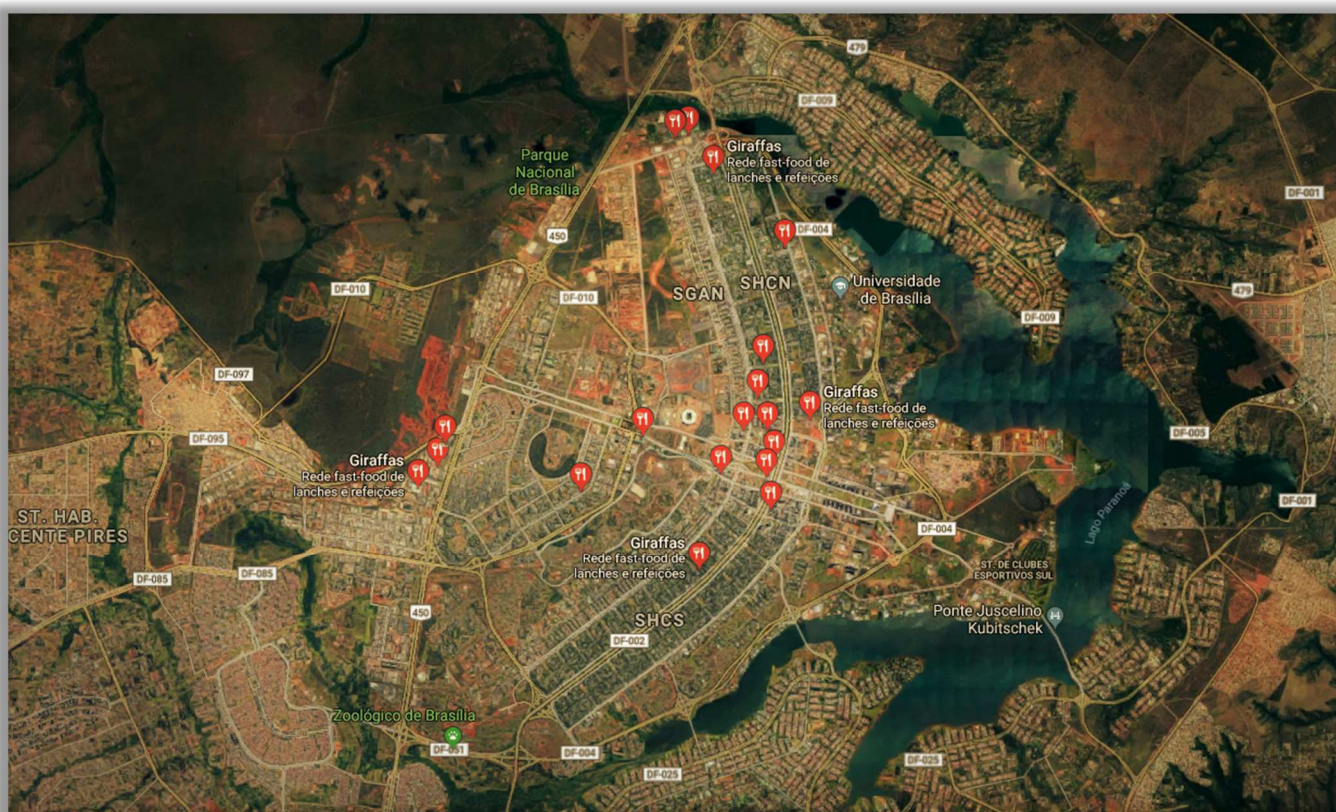 479
DF-009
Parque
Nacional
de Brasília
Giraffas
Rede fast-food de
lanches e refeições
DF-001
450
DF-004
SHCN
SGAN
Universidade
de Brasília
DF-010
DF-010
479
DF-009
DF-097
Giraffas
Rede fast-food de
lanches e refeições
DF-095
DF-005
Giraffas
Rede fast-food de
lanches e refeições
DF-001
Lago Paranoá
ST. HAB.
CENTE PIRES
DF-004
Giraffas
Rede fast-food de
lanches e refeições
ST. DE CLUBES
ESPORTIVOS SUL
DF-085
DF-085
450
SHCS
DF-002
Ponte Juscelino
Kubitschek
Zoológico de Brasília
DF-051
DF-004
DF-025
DF-025